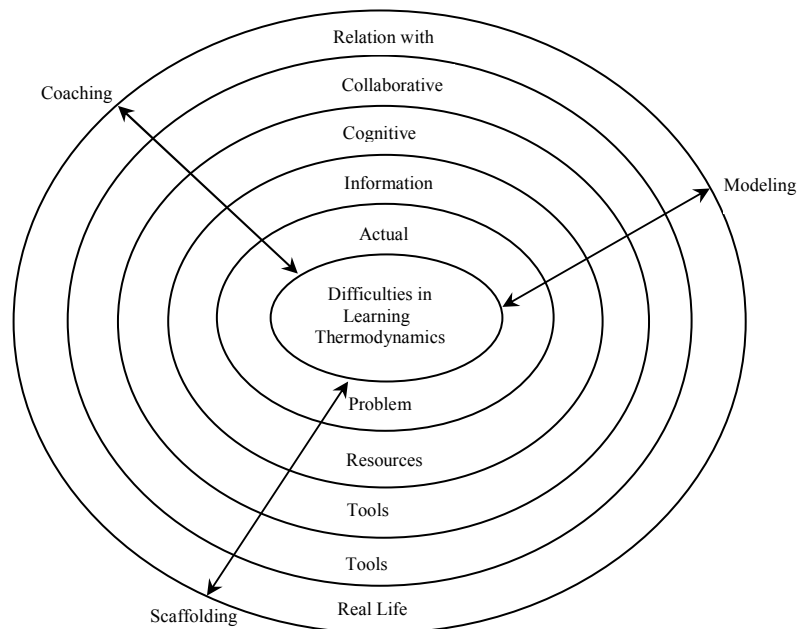 Relation with
Collaborative
Coaching
Cognitive
Information
Modeling
Actual
Difficulties in
Learning
Thermodynamics
Problem
Resources
Tools
Tools
Real Life
Scaffolding